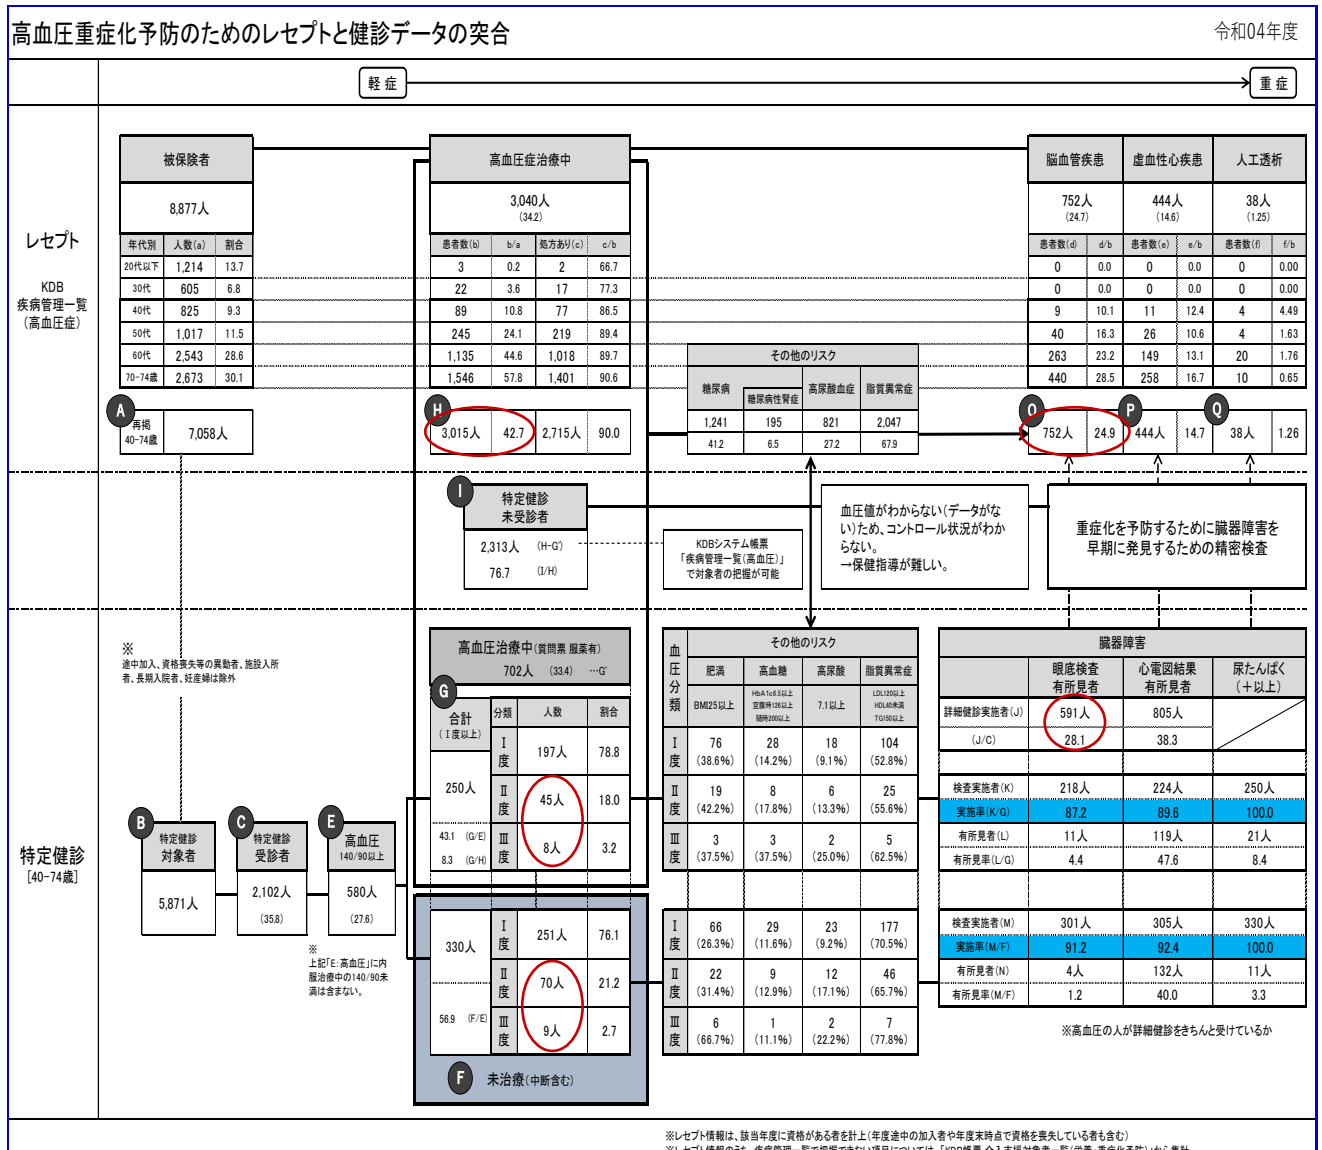 高血圧重症化予防のためのレセプトと健診データの突合
令和04年度
軽症
重症
レセプト
KDB
疾病管理一覧
（高血圧症）
被保険者
8,877人
年代別 人数(a) 割合
20代以下 1,214 13.7
30代 605 6.8
40代 825 9.3
50代 1,017 11.5
60代 2,543 28.6
70-74歳 2,673 30.1
A
再掲
40-74歳
7,058人
高血圧症治療中
3,040人
(34.2)
患者数(b) b/a 処方あり(c) c/b
3 0.2 2 66.7
22 3.6 17 77.3
89 10.8 77 86.5
245 24.1 219 89.4
1,135 44.6 1,018 89.7
1,546 57.8 1,401 90.6
H
3,015人 42.7 2,715人 90.0
その他のリスク
糖尿病 糖尿病性腎症 高尿酸血症 脂質異常症
1,241 195 821 2,047
41.2 6.5 27.2 67.9
脳血管疾患 虚血性心疾患 人工透析
752人 444人 38人
(24.7) (14.6) (1.25)
患者数(d) d/b 患者数(e) e/b 患者数(f) f/b
0 0.0 0 0.0 0 0.00
0 0.0 0 0.0 0 0.00
9 10.1 11 12.4 4 4.49
40 16.3 26 10.6 4 1.63
263 23.2 149 13.1 20 1.76
440 28.5 258 16.7 10 0.65
O P Q
752人 24.9 444人 14.7 38人 1.26
I
特定健診
未受診者
2,313人 (H-G')
76.7 (I/H)
KDBシステム帳票
「疾病管理一覧(高血圧)」
で対象者の把握が可能
血圧値がわからない(データがな
い)ため、コントロール状況がわか
らない。
→保健指導が難しい。
重症化を予防するために臓器障害を
早期に発見するための精密検査
特定健診
[40-74歳]
※
途中加入、資格喪失等の異動者、施設入所
者、長期入院者、妊産婦は除外
B
特定健診
対象者
5,871人
C
特定健診
受診者
2,102人
(35.8)
E
高血圧
140/90以上
580人
(27.6)
※
上記「E:高血圧」に内
服治療中の140/90未
満は含まない。
高血圧治療中(質問票 服薬有)
702人 (33.4) …G'
G
合計
(Ⅰ度以上)
分類 人数 割合
250人
43.1 (G/E)
8.3 (G/H)
Ⅰ度 197人 78.8
Ⅱ度 45人 18.0
Ⅲ度 8人 3.2
330人
56.9 (F/E)
Ⅰ度 251人 76.1
Ⅱ度 70人 21.2
Ⅲ度 9人 2.7
F
未治療(中断含む)
血圧分類
その他のリスク
肥満 高血糖 高尿酸 脂質異常症
BMI25以上
HbA1c6.5以上
空腹時126以上
随時200以上
7.1以上
LDL120以上
HDL40未満
TG150以上
Ⅰ度 76 28 18 104
(38.6%) (14.2%) (9.1%) (52.8%)
Ⅱ度 19 8 6 25
(42.2%) (17.8%) (13.3%) (55.6%)
Ⅲ度 3 3 2 5
(37.5%) (37.5%) (25.0%) (62.5%)
Ⅰ度 66 29 23 177
(26.3%) (11.6%) (9.2%) (70.5%)
Ⅱ度 22 9 12 46
(31.4%) (12.9%) (17.1%) (65.7%)
Ⅲ度 6 1 2 7
(66.7%) (11.1%) (22.2%) (77.8%)
臓器障害
眼底検査
有所見者
心電図結果
有所見者
尿たんぱく
(＋以上)
詳細健診実施者(J) 591人 805人
(J/C) 28.1 38.3
検査実施者(K) 218人 224人 250人
実施率(K/G) 87.2 89.6 100.0
有所見者(L) 11人 119人 21人
有所見率(L/G) 4.4 47.6 8.4
検査実施者(M) 301人 305人 330人
実施率(M/F) 91.2 92.4 100.0
有所見者(N) 4人 132人 11人
有所見率(M/F) 1.2 40.0 3.3
※高血圧の人が詳細健診をきちんと受けているか
※レセプト情報は、該当年度に資格がある者を計上(年度途中の加入者や年度末時点で資格を喪失している者も含む)